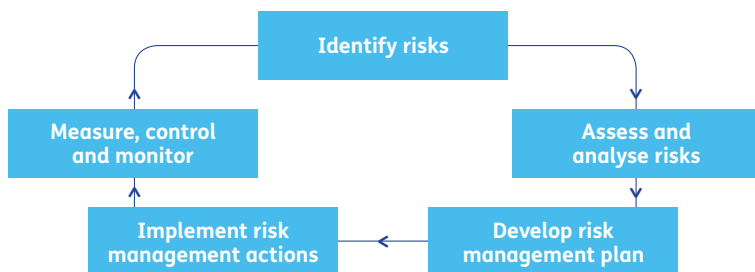 Identify risks
Assess and
analyse risks
Develop risk
management plan
Implement risk
management actions
Measure, control
and monitor